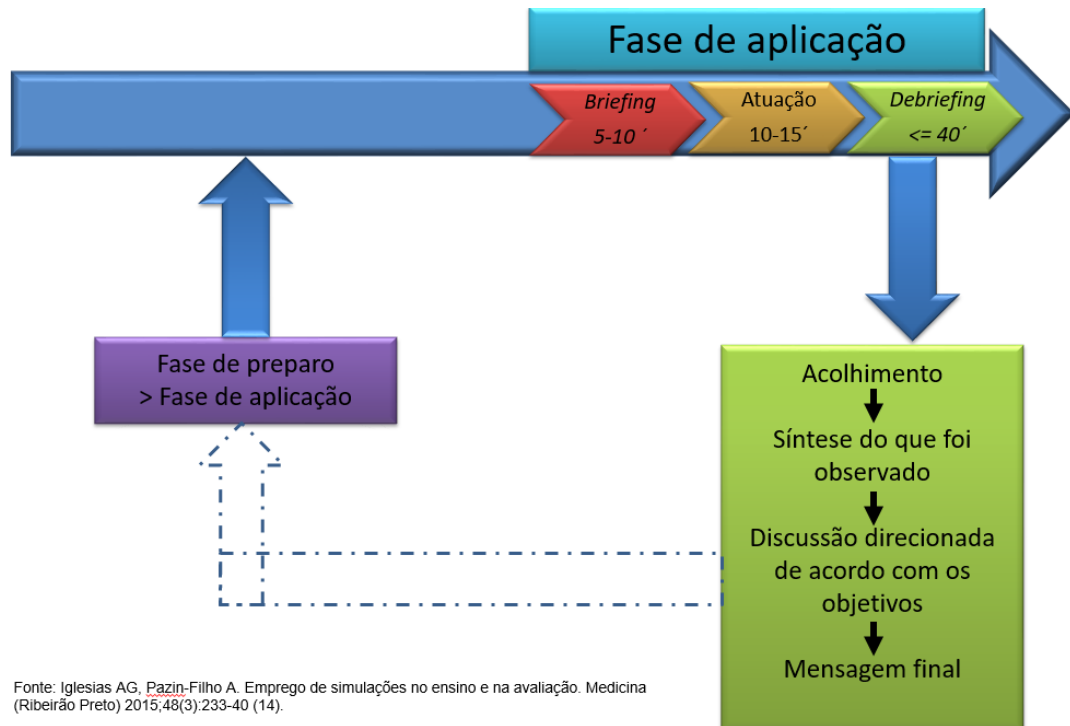 Fase de aplicação
Briefing
5-10 ´
Atuação
10-15´
Debriefing
<= 40´
Fase de preparo
> Fase de aplicação
Acolhimento
Síntese do que foi
observado
Discussão direcionada
de acordo com os
objetivos
Mensagem final
Fonte: Iglesias AG, Pazin-Filho A. Emprego de simulações no ensino e na avaliação. Medicina
(Ribeirão Preto) 2015;48(3):233-40 (14).